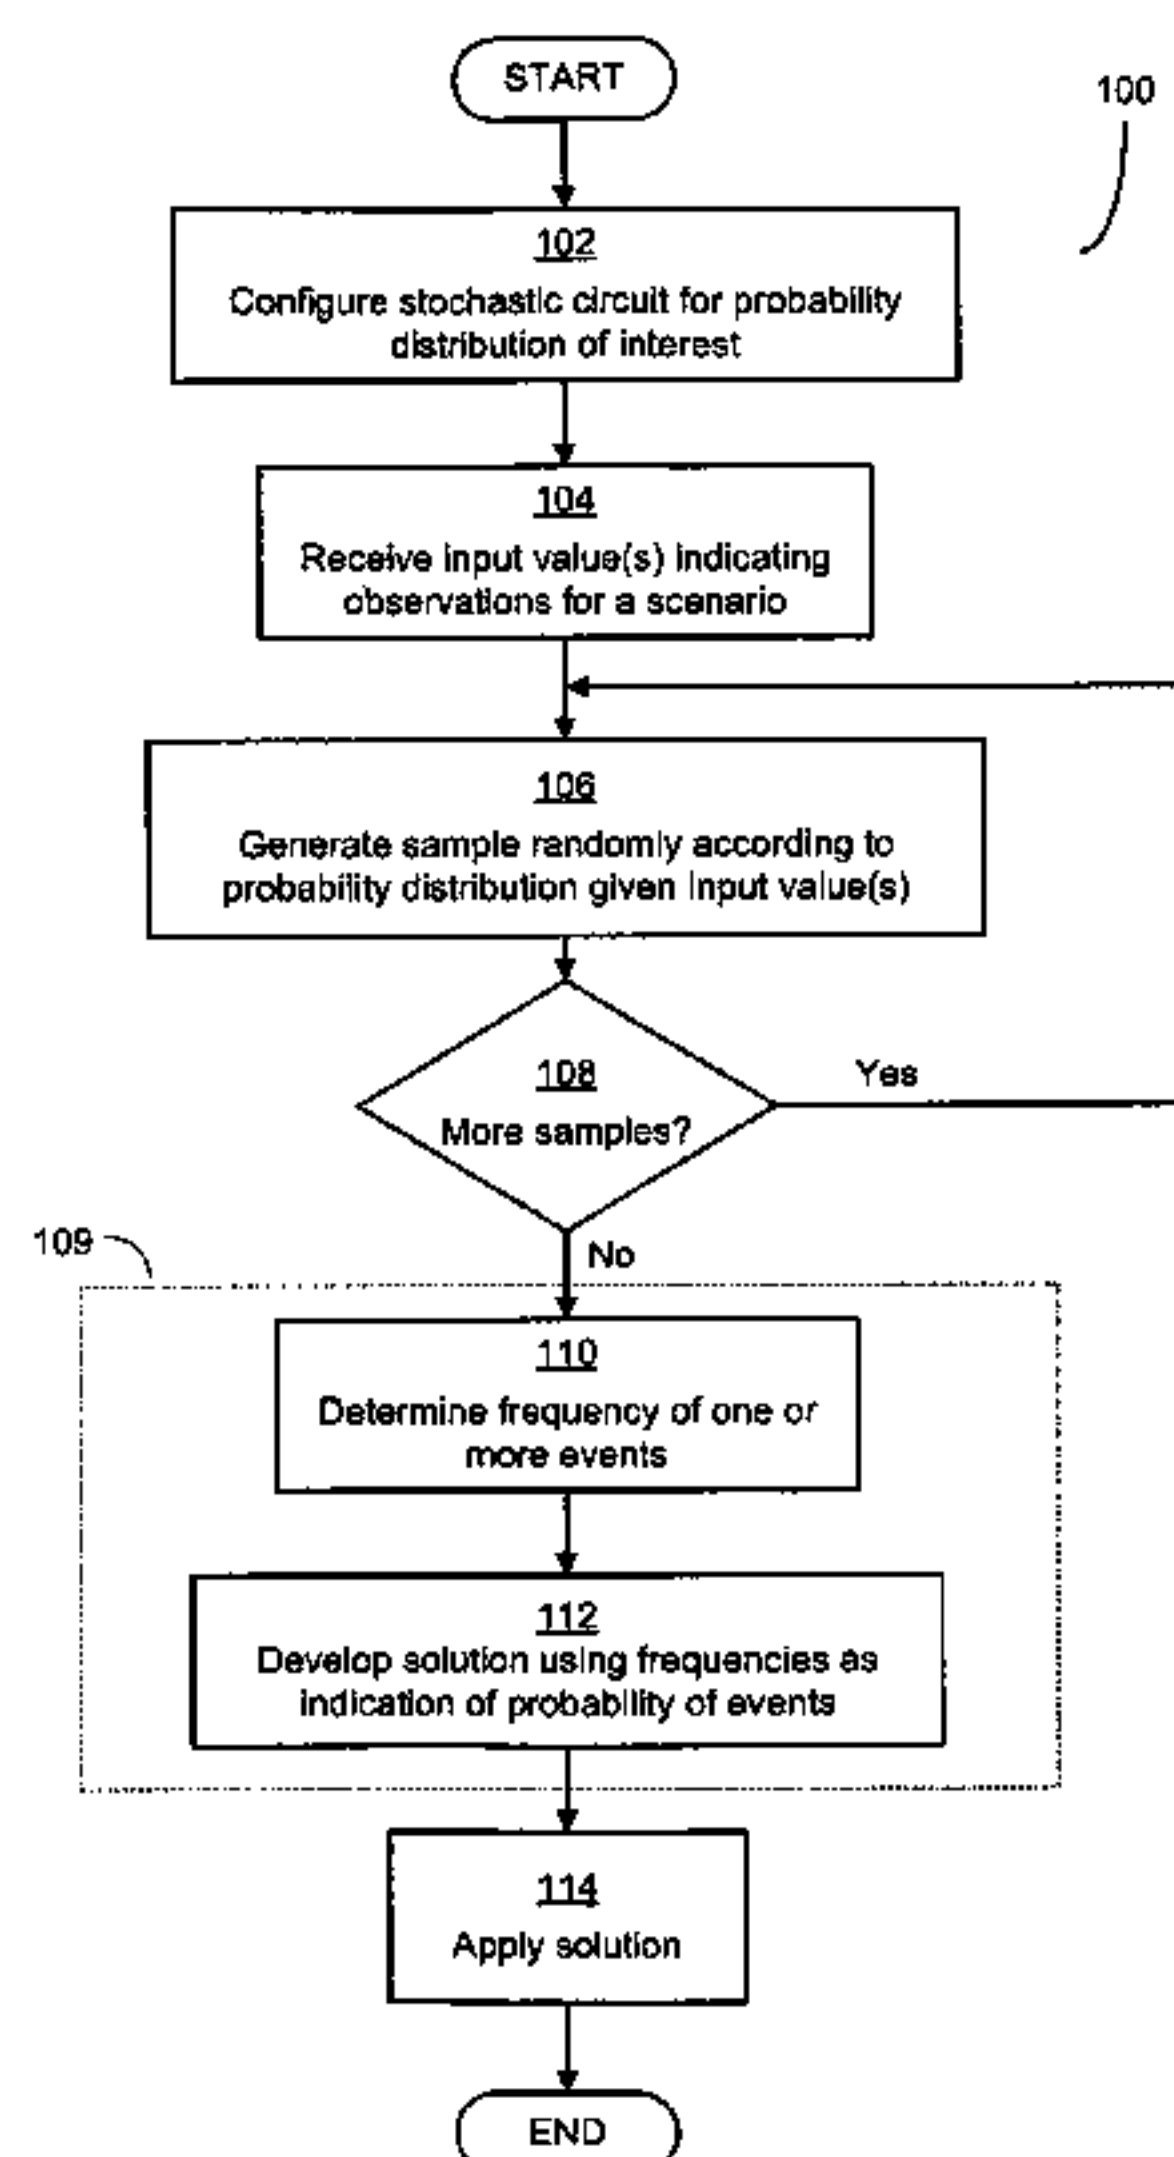 START
100
102
Configure stochastic circuit for probability
distribution of interest
104
Receive input value(s) indicating
observations for a scenario
106
Generate sample randomly according to
probability distribution given input value(s)
108
More samples?
Yes
No
109
110
Determine frequency of one or
more events
112
Develop solution using frequencies as
indication of probability of events
114
Apply solution
END